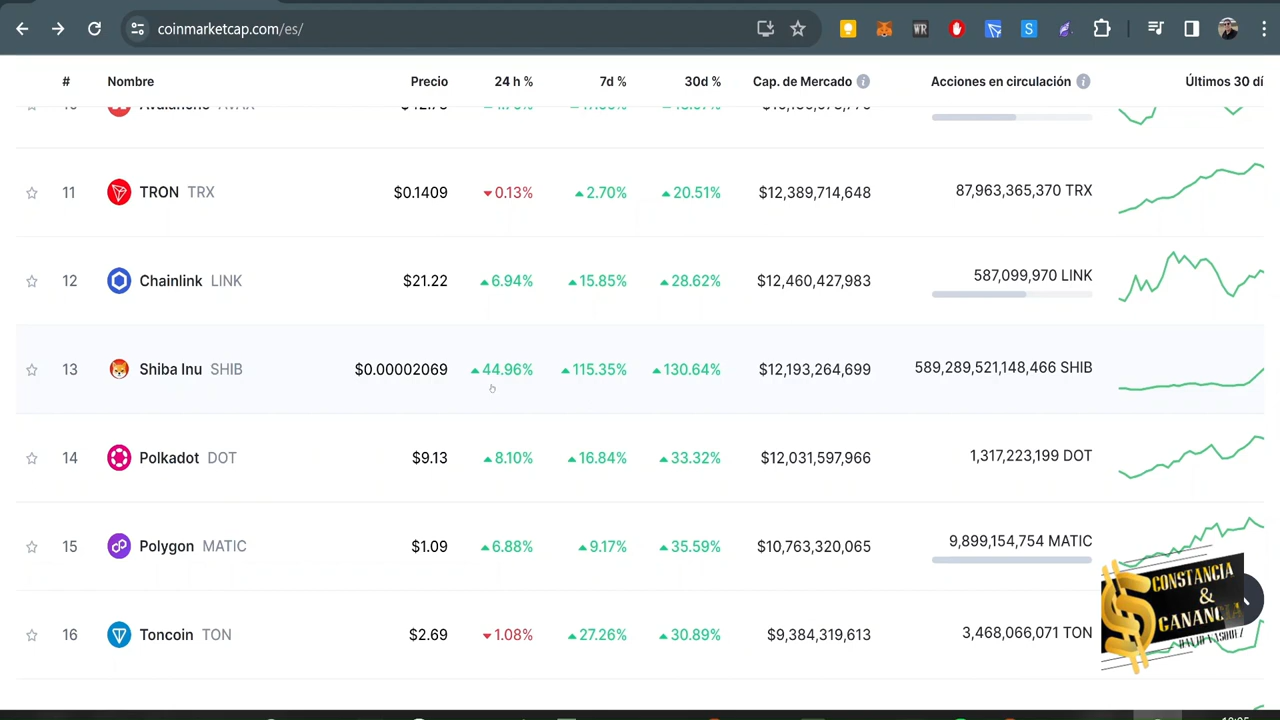 coinmarketcap.com/es/
# Nombre Precio 24 h % 7d % 30d % Cap. de Mercado Acciones en circulación Últimos 30 dí
11 TRON TRX $0.1409 0.13% 2.70% 20.51% $12,389,714,648 87,963,365,370 TRX
12 Chainlink LINK $21.22 6.94% 15.85% 28.62% $12,460,427,983 587,099,970 LINK
13 Shiba Inu SHIB $0.00002069 44.96% 115.35% 130.64% $12,193,264,699 589,289,521,148,466 SHIB
14 Polkadot DOT $9.13 8.10% 16.84% 33.32% $12,031,597,966 1,317,223,199 DOT
15 Polygon MATIC $1.09 6.88% 9.17% 35.59% $10,763,320,065 9,899,154,754 MATIC
16 Toncoin TON $2.69 1.08% 27.26% 30.89% $9,384,319,613 3,468,066,071 TON
CONSTANCIA
&
GANANCIA